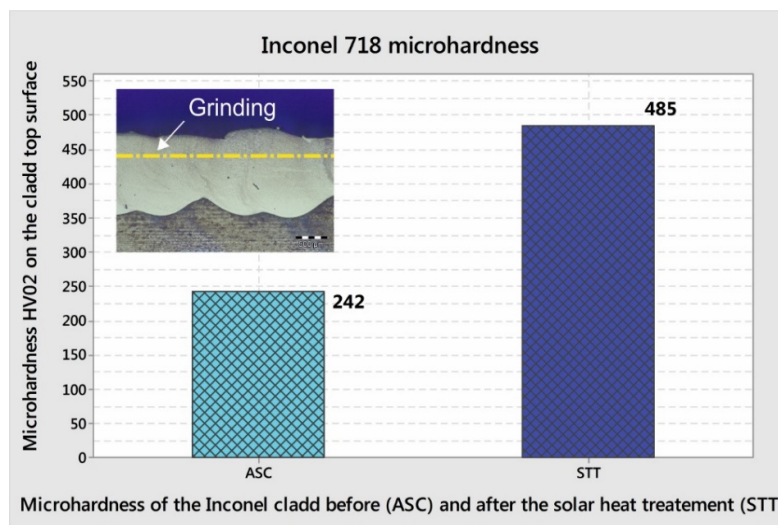 Inconel 718 microhardness
Microhardness HV02 on the cladd top surface
550
500
450
400
350
300
250
200
150
100
50
0
Grinding
242
485
ASC
STT
Microhardness of the Inconel cladd before (ASC) and after the solar heat treatement (STT